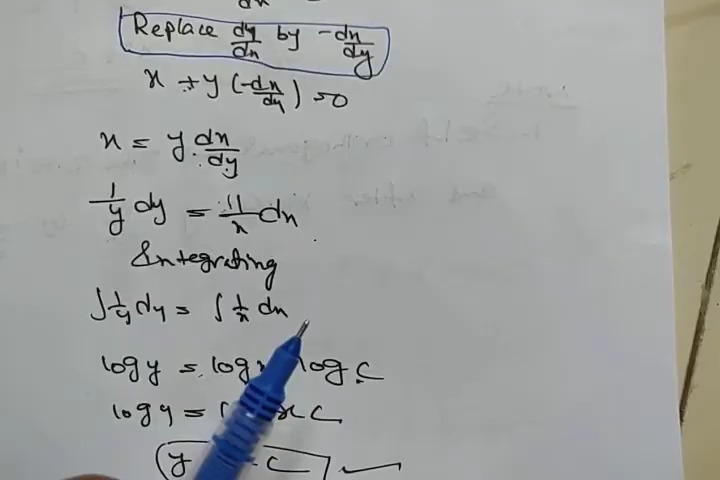 Replace dy/dx by -dx/dy
x + y (-dx/dy) = 0
x = y dx/dy
1/y dy = 1/x dx
Integrating
∫ 1/y dy = ∫ 1/x dx
log y = log log c
log y = x c
y c